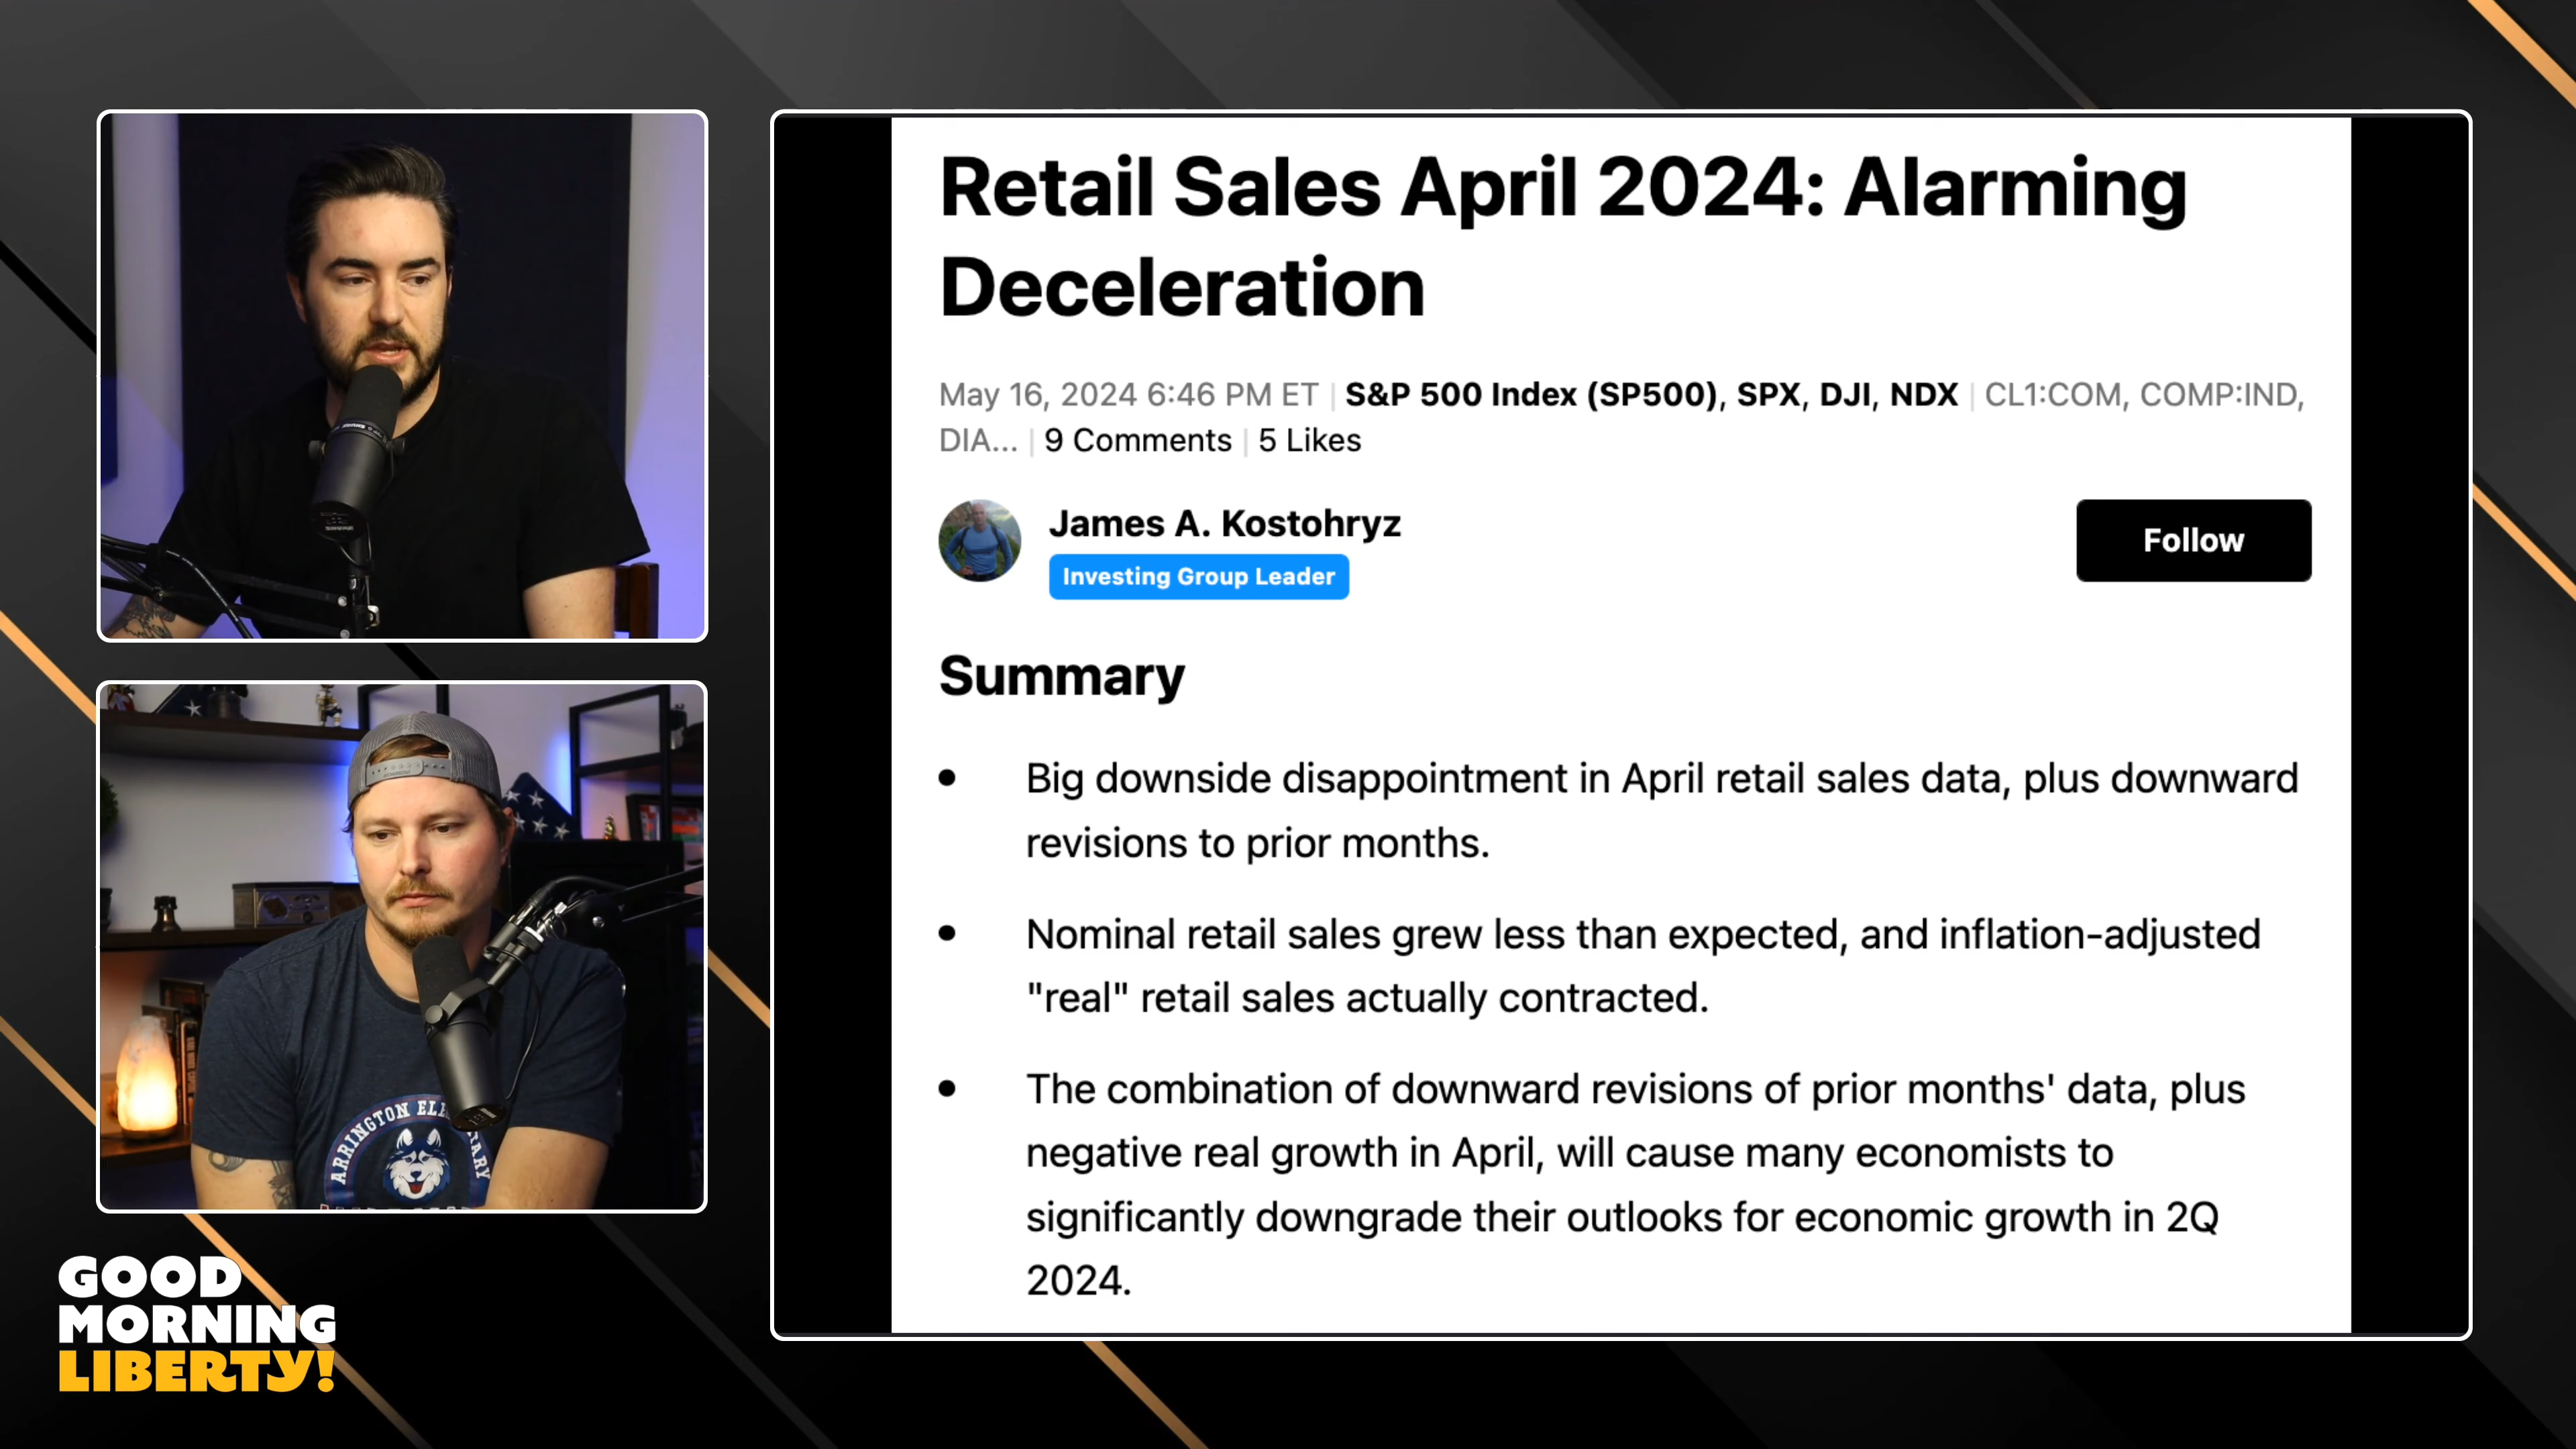 Retail Sales April 2024: Alarming
Deceleration
May 16, 2024 6:46 PM ET | S&P 500 Index (SP500), SPX, DJI, NDX | CL1:COM, COMP:IND,
DIA... | 9 Comments | 5 Likes
James A. Kostohryz
Investing Group Leader
Follow
Summary
• Big downside disappointment in April retail sales data, plus downward
revisions to prior months.
• Nominal retail sales grew less than expected, and inflation-adjusted
"real" retail sales actually contracted.
• The combination of downward revisions of prior months' data, plus
negative real growth in April, will cause many economists to
significantly downgrade their outlooks for economic growth in 2Q
2024.
ARRINGTON
GOOD
MORNING
LIBERTY!